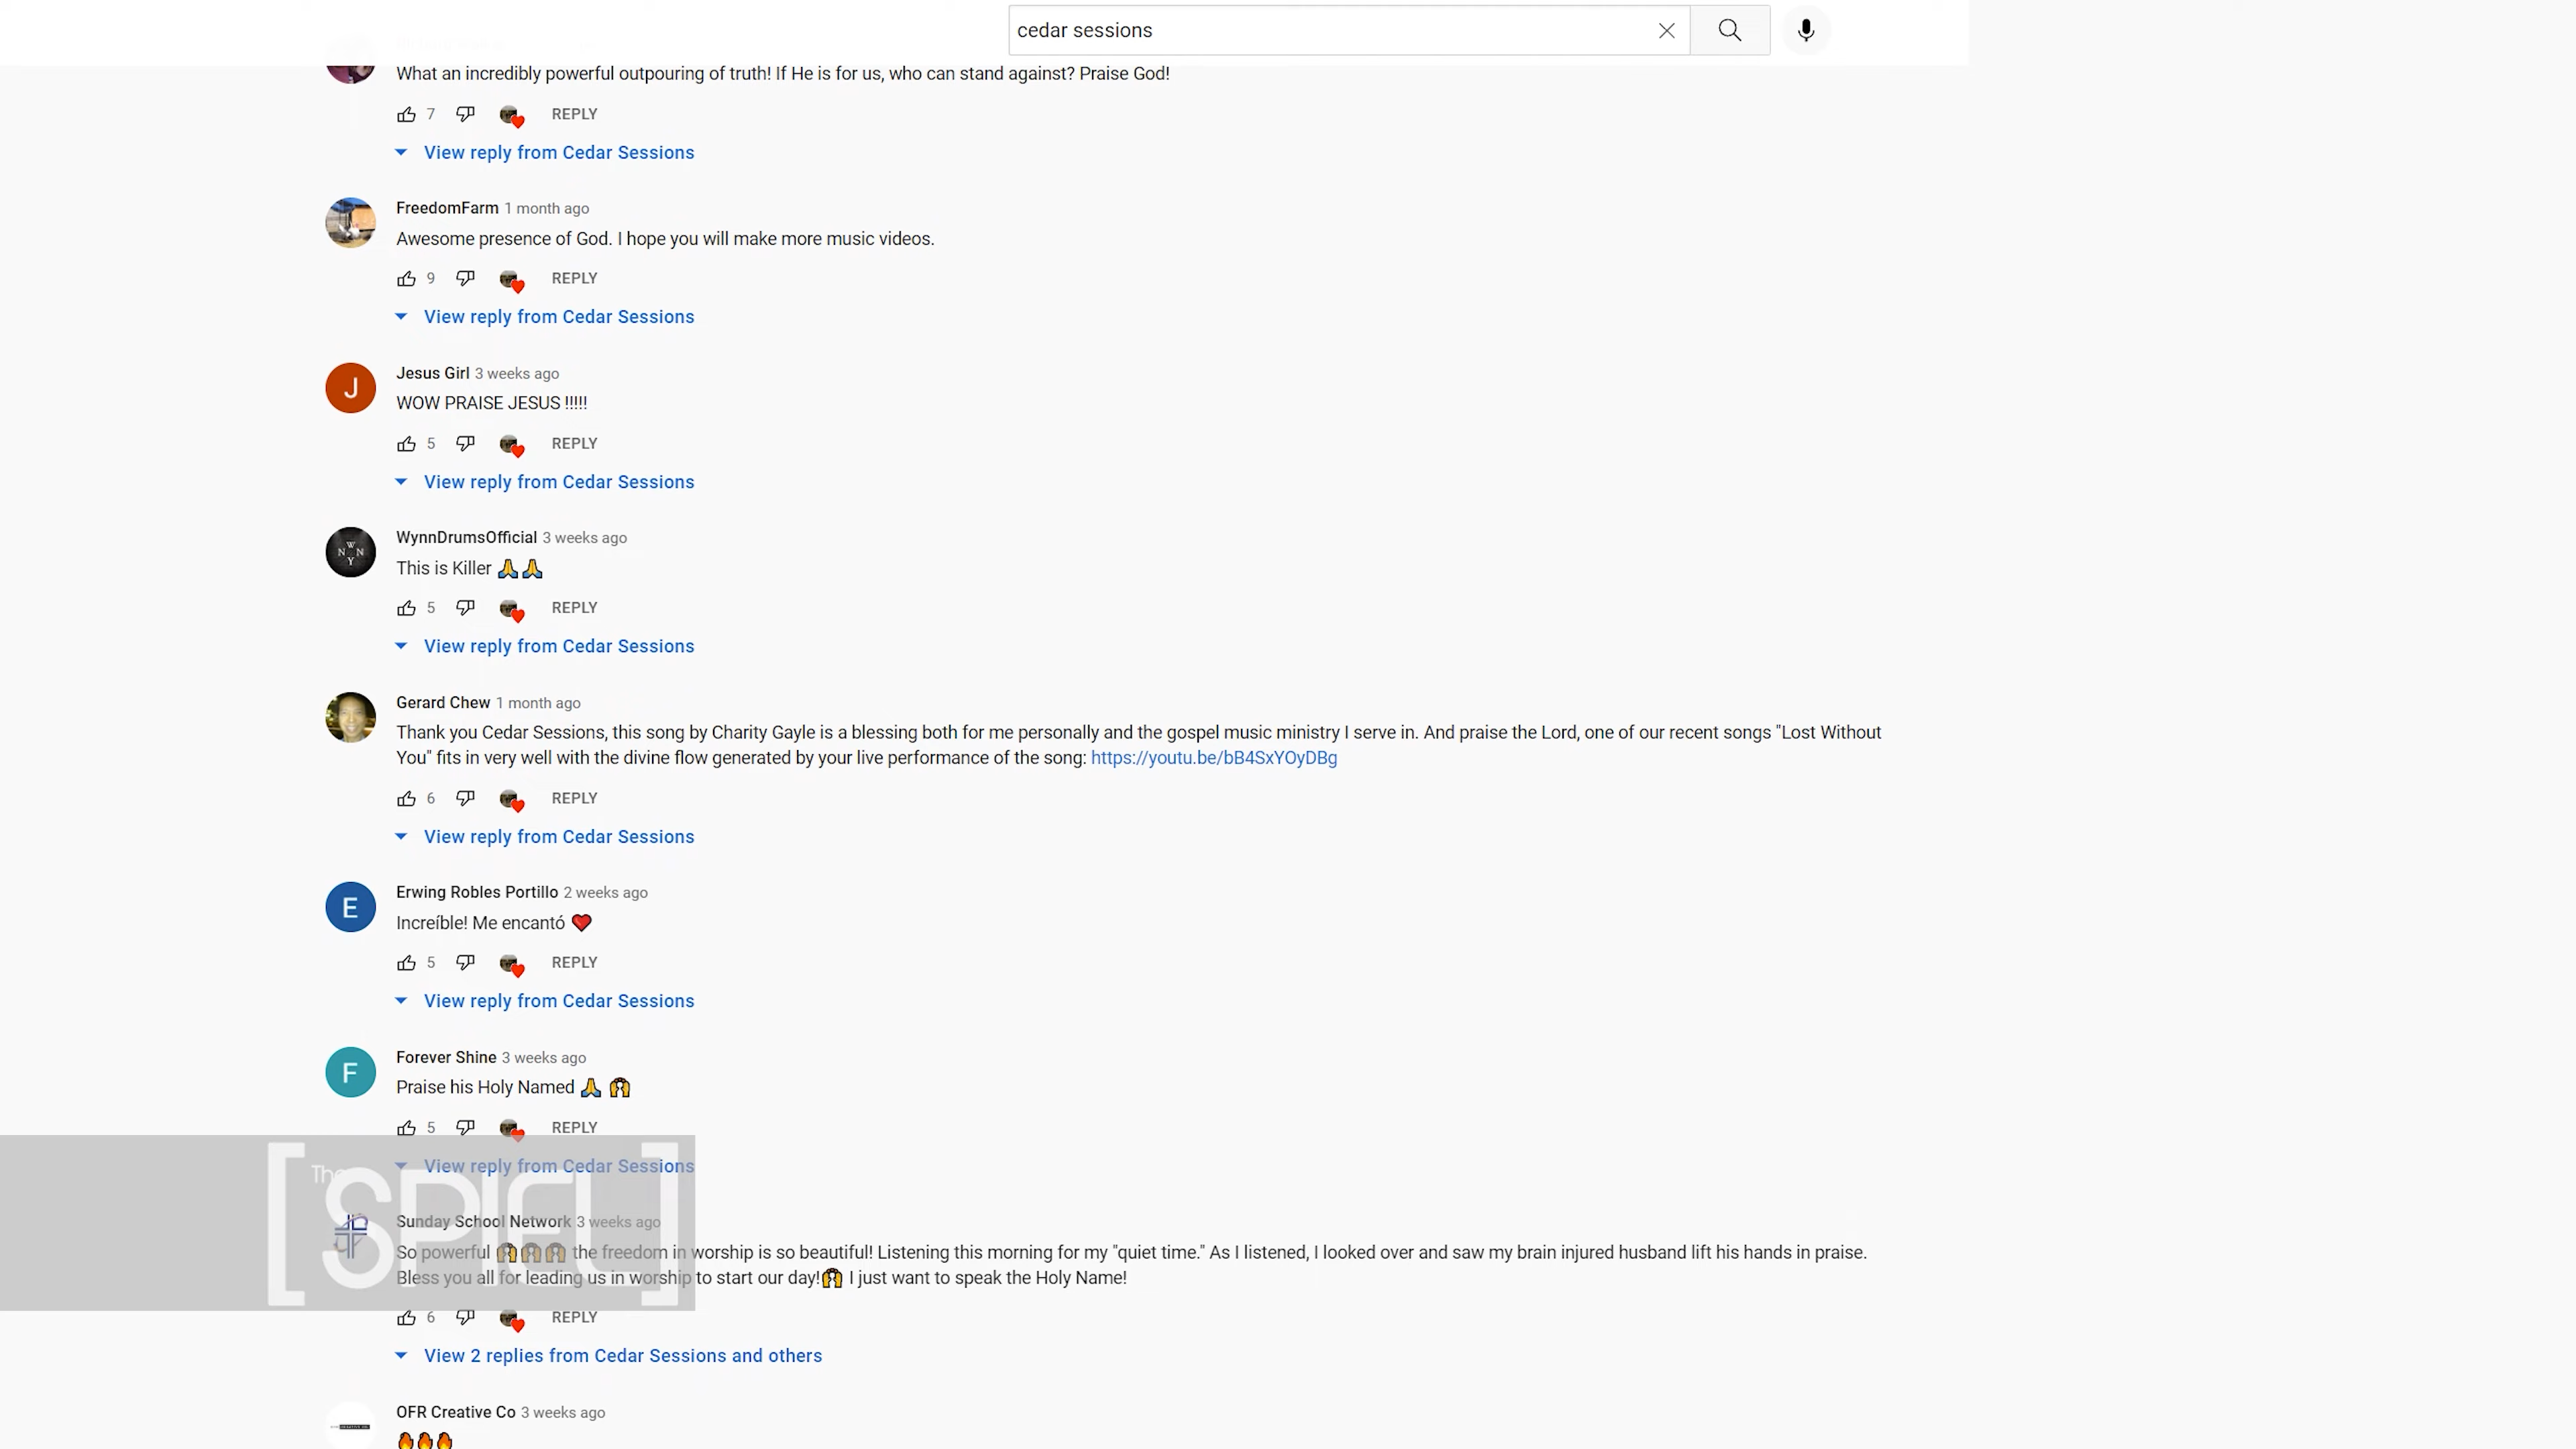 cedar sessions
What an incredibly powerful outpouring of truth! If He is for us, who can stand against? Praise God!
7 REPLY
View reply from Cedar Sessions
FreedomFarm 1 month ago
Awesome presence of God. I hope you will make more music videos.
9 REPLY
View reply from Cedar Sessions
J
Jesus Girl 3 weeks ago
WOW PRAISE JESUS !!!!!
5 REPLY
View reply from Cedar Sessions
WynnDrumsOfficial 3 weeks ago
W
N N
Y
This is Killer 🙏🙏
5 REPLY
View reply from Cedar Sessions
Gerard Chew 1 month ago
Thank you Cedar Sessions, this song by Charity Gayle is a blessing both for me personally and the gospel music ministry I serve in. And praise the Lord, one of our recent songs "Lost Without
You" fits in very well with the divine flow generated by your live performance of the song: https://youtu.be/bB4SxYOyDBg
6 REPLY
View reply from Cedar Sessions
E
Erwing Robles Portillo 2 weeks ago
Increíble! Me encantó ❤️
5 REPLY
View reply from Cedar Sessions
F
Forever Shine 3 weeks ago
Praise his Holy Named 🙏 🙌
5 REPLY
View reply from Cedar Sessions
[The SPIEL]
Sunday School Network 3 weeks ago
So powerful 🙌🙌🙌 the freedom in worship is so beautiful! Listening this morning for my "quiet time." As I listened, I looked over and saw my brain injured husband lift his hands in praise.
Bless you all for leading us in worship to start our day!🙌 I just want to speak the Holy Name!
6 REPLY
View 2 replies from Cedar Sessions and others
OFR Creative Co 3 weeks ago
🔥🔥🔥